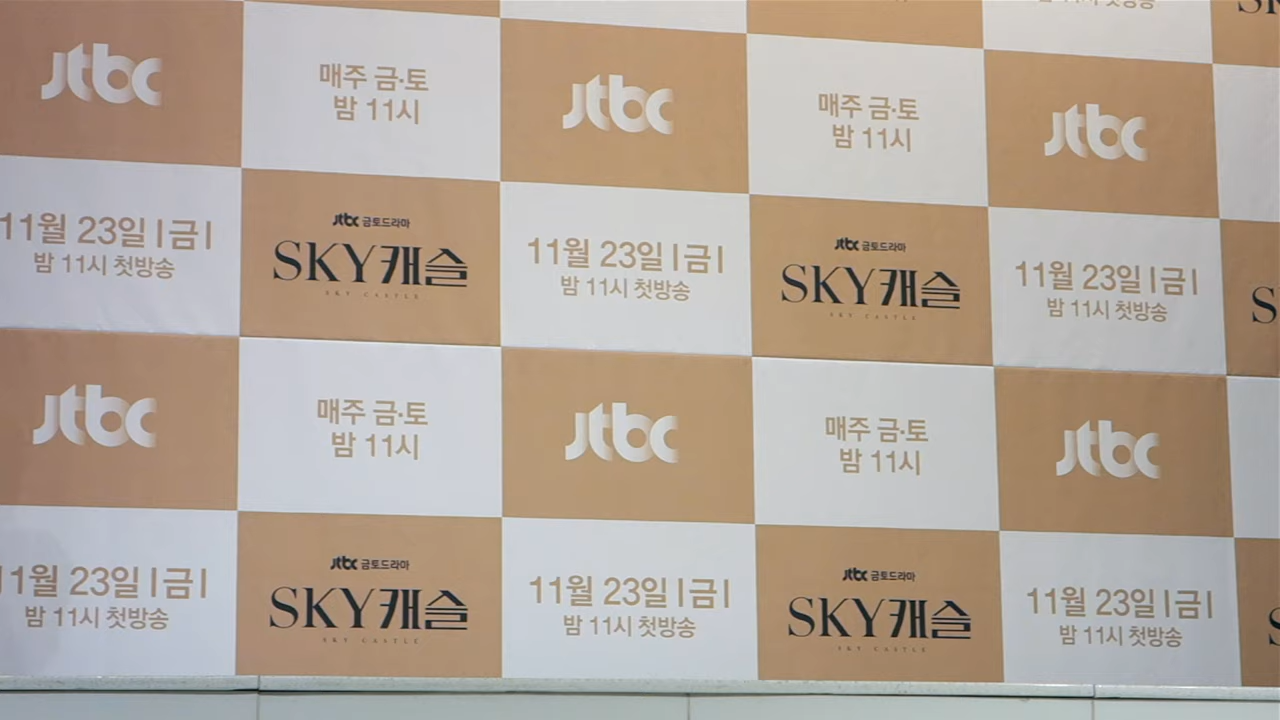 jtbc
매주 금·토
밤 11시
jtbc
매주 금·토
밤 11시
jtbc
11월 23일 | 금 |
밤 11시 첫방송
jtbc 금토드라마
SKY캐슬
SKY CASTLE
11월 23일 | 금 |
밤 11시 첫방송
jtbc 금토드라마
SKY캐슬
SKY CASTLE
11월 23일 | 금 |
밤 11시 첫방송
jtbc
매주 금·토
밤 11시
jtbc
매주 금·토
밤 11시
jtbc
11월 23일 | 금 |
밤 11시 첫방송
jtbc 금토드라마
SKY캐슬
SKY CASTLE
11월 23일 | 금 |
밤 11시 첫방송
jtbc 금토드라마
SKY캐슬
SKY CASTLE
11월 23일 | 금 |
밤 11시 첫방송